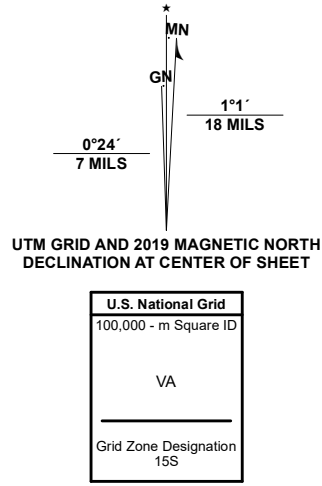 ★
MN
GN
1°1´
18 MILS
0°24´
7 MILS
UTM GRID AND 2019 MAGNETIC NORTH
DECLINATION AT CENTER OF SHEET
U.S. National Grid
100,000 - m Square ID
VA
Grid Zone Designation
15S